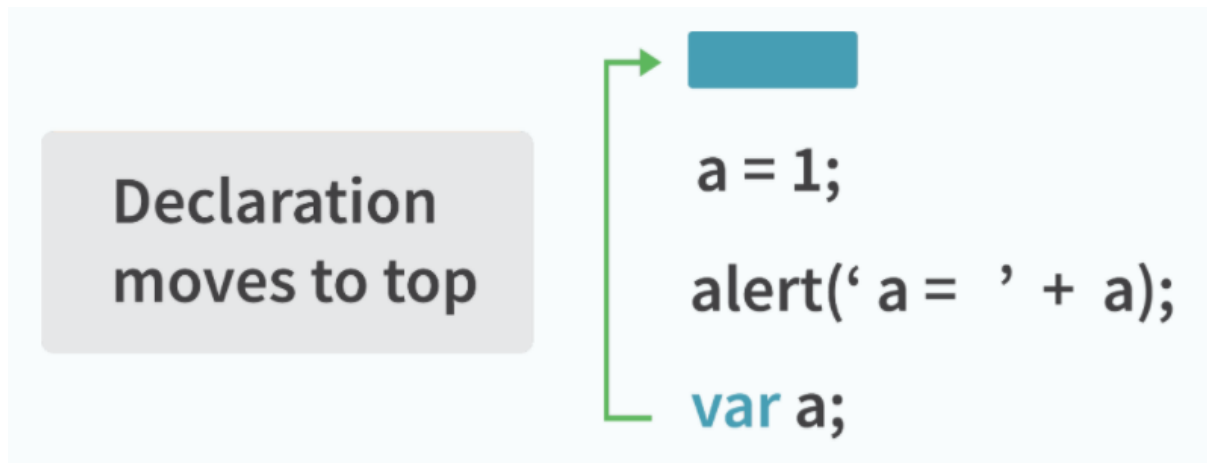 Declaration
moves to top
a = 1;
alert(‘ a =  ’ + a);
var a;